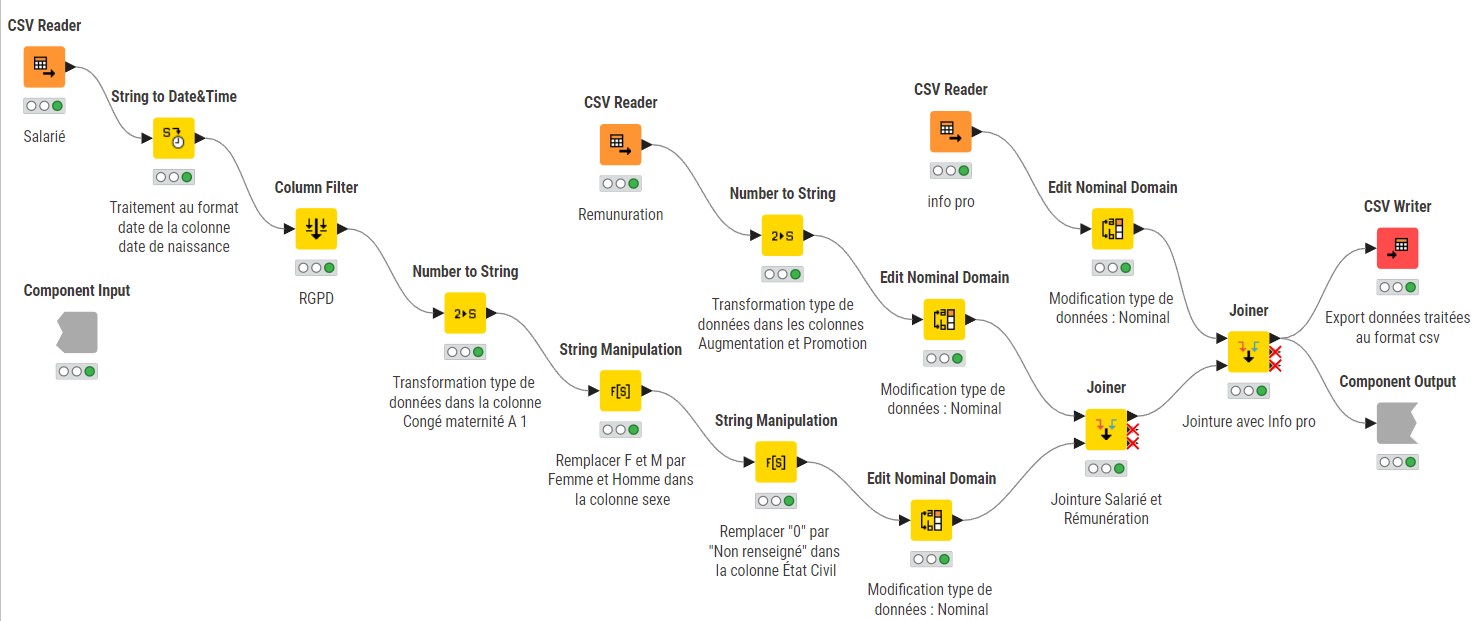 CSV Reader
Salarié
String to Date&Time
S
Traitement au format
date de la colonne
date de naissance
Column Filter
RGPD
Component Input
Number to String
2▸S
Transformation type de
données dans la colonne
Congé maternité A 1
String Manipulation
F[S]
Remplacer F et M par
Femme et Homme dans
la colonne sexe
String Manipulation
F[S]
Remplacer "0" par
"Non renseigné" dans
la colonne État Civil
Edit Nominal Domain
a
b
Modification type de
données : Nominal
CSV Reader
Remunuration
Number to String
2▸S
Transformation type de
données dans les colonnes
Augmentation et Promotion
Edit Nominal Domain
a
b
Modification type de
données : Nominal
Joiner
Jointure Salarié et
Rémunération
CSV Reader
info pro
Edit Nominal Domain
a
b
Modification type de
données : Nominal
Joiner
Jointure avec Info pro
CSV Writer
Export données traitées
au format csv
Component Output